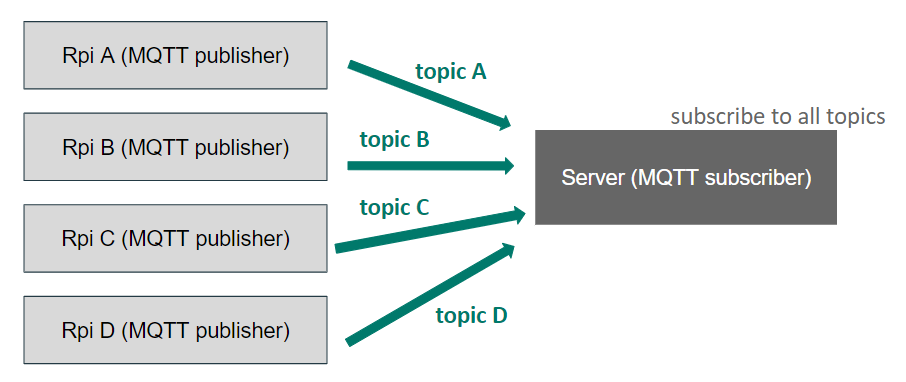 Rpi A (MQTT publisher)
topic A
subscribe to all topics
Rpi B (MQTT publisher)
topic B
Server (MQTT subscriber)
topic C
Rpi C (MQTT publisher)
topic D
Rpi D (MQTT publisher)